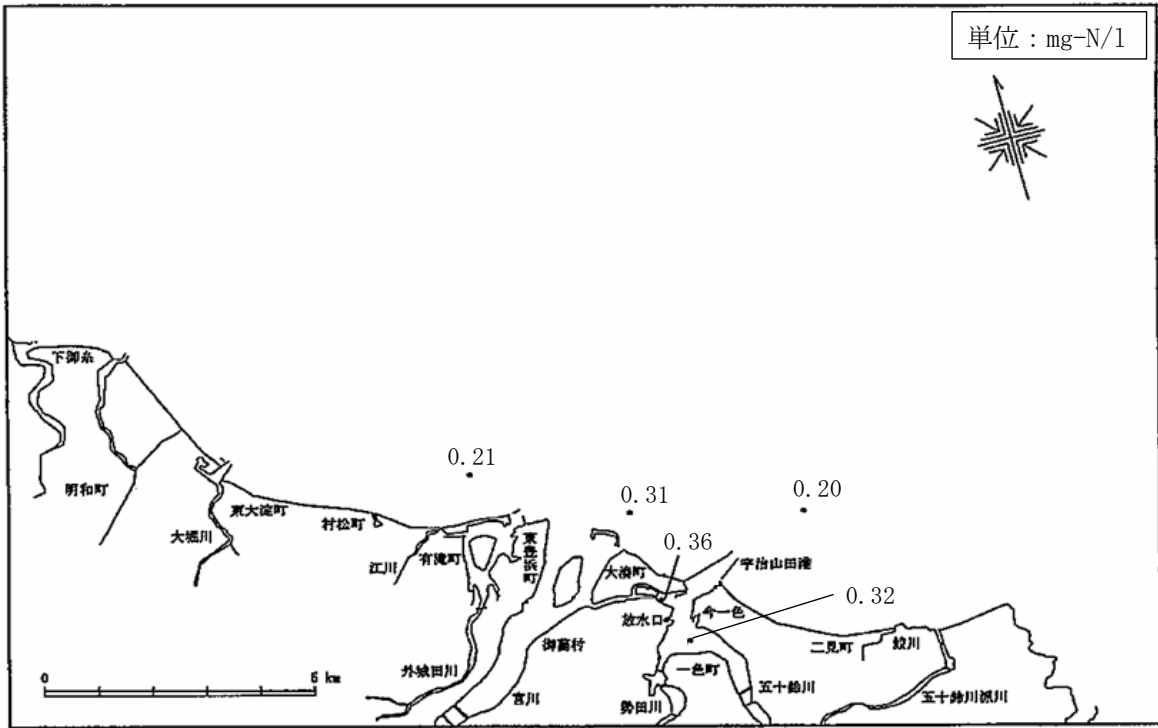 単位：mg-N/l
下御糸
明和町
大堀川
東大淀町
村松町
0.21
江川
有滝町
東豊浜町
0.31
0.20
0.36
大湊町
宇治山田港
放水口
今一色
0.32
御薗村
二見町
鮫川
外城田川
宮川
一色町
勢田川
五十鈴川
五十鈴川派川
0
5 km